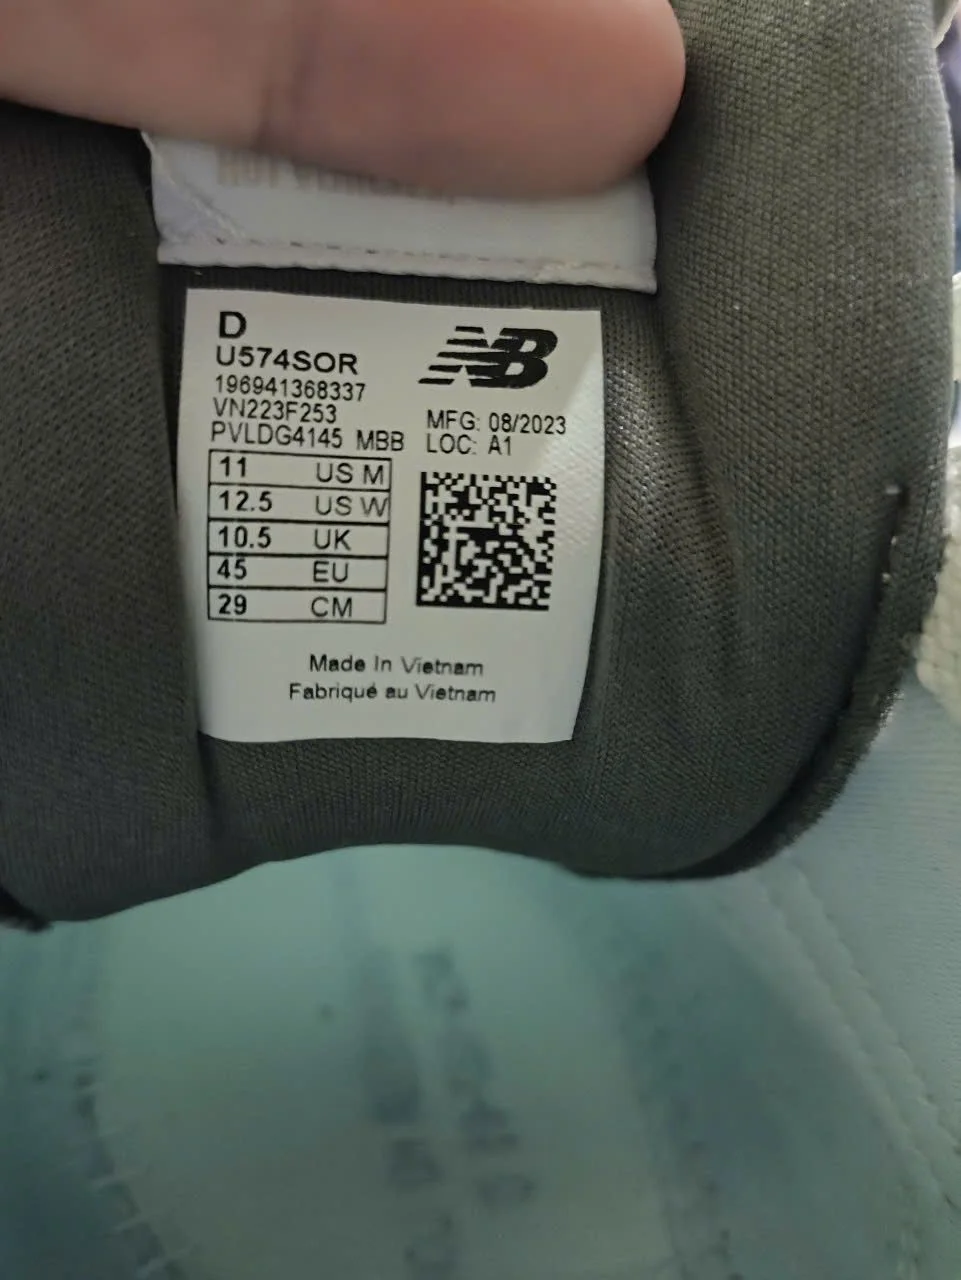 D
U574SOR
196941368337
VN223F253
PVLDG4145 MBB
NB
MFG: 08/2023
LOC: A1
11 US M
12.5 US W
10.5 UK
45 EU
29 CM
Made In Vietnam
Fabriqué au Vietnam